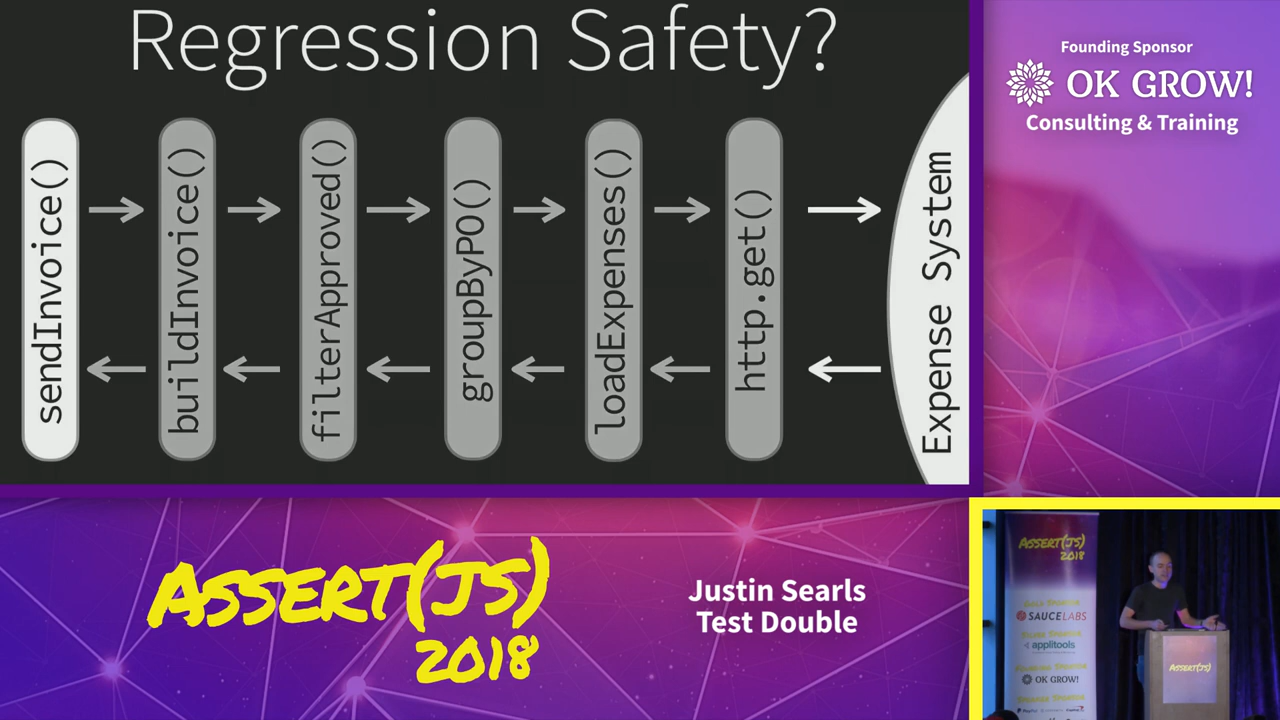 Regression Safety?
sendInvoice()
buildInvoice()
filterApproved()
groupByPO()
loadExpenses()
http.get()
Expense System
Founding Sponsor
OK GROW!
Consulting & Training
ASSERT(JS)
2018
Justin Searls
Test Double
ASSERT(JS)
2018
SAUCELABS
applitools
OK GROW!
PayPal
ASSERT(JS)